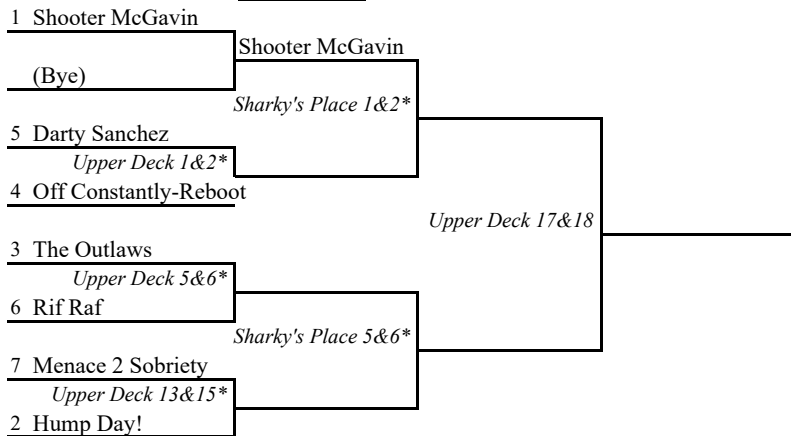 1 Shooter McGavin
Shooter McGavin
(Bye)
Sharky's Place 1&2*
5 Darty Sanchez
Upper Deck 1&2*
4 Off Constantly-Reboot
Upper Deck 17&18
3 The Outlaws
Upper Deck 5&6*
6 Rif Raf
Sharky's Place 5&6*
7 Menace 2 Sobriety
Upper Deck 13&15*
2 Hump Day!